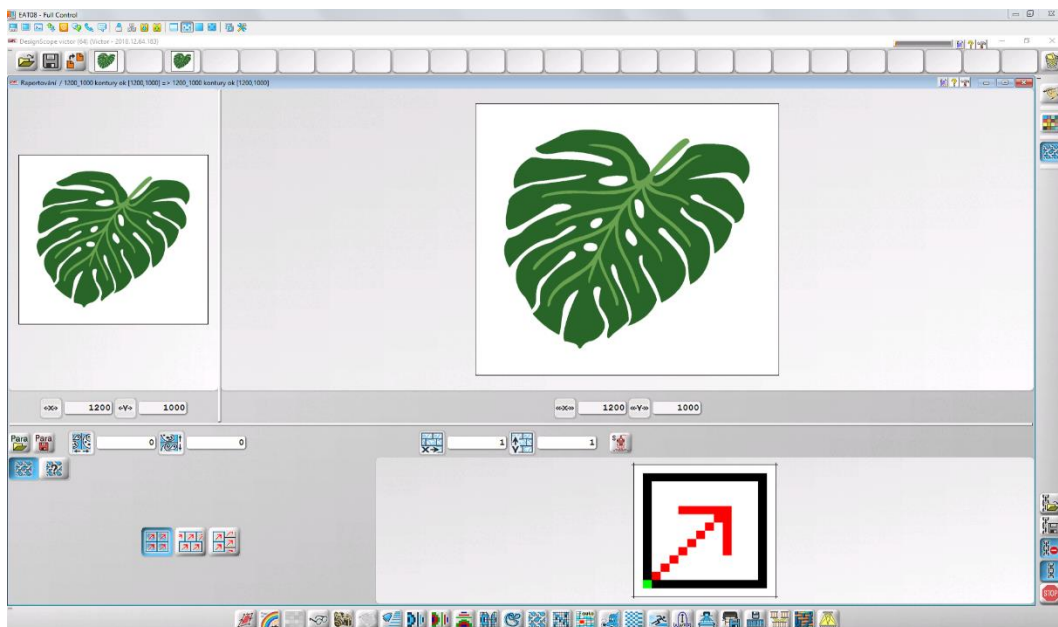 EAT08 - Full Control
DesignScope victor (64) (Victor - 2018.12.64.183)
Raportování / 1200_1000 kontury ok [1200,1000] => 1200_1000 kontury ok [1200,1000]
«X» 1200 «Y» 1000
«X» 1200 «Y» 1000
Para Para 0 0 X 1 Y 1 S
STOP